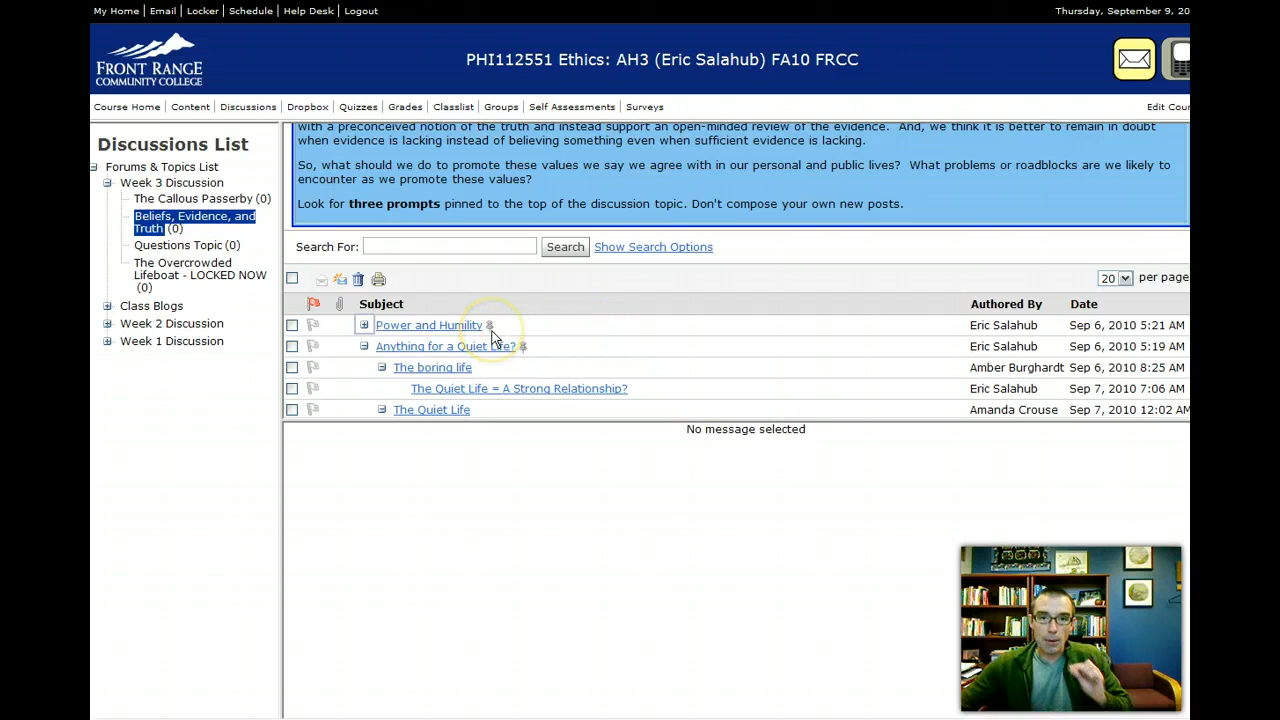 My Home | Email | Locker | Schedule | Help Desk | Logout
Thursday, September 9, 20
FRONT RANGE
COMMUNITY COLLEGE
PHI112551 Ethics: AH3 (Eric Salahub) FA10 FRCC
Course Home | Content | Discussions | Dropbox | Quizzes | Grades | Classlist | Groups | Self Assessments | Surveys
Edit Cour
Discussions List
Forums & Topics List
Week 3 Discussion
The Callous Passerby (0)
Beliefs, Evidence, and
Truth (0)
Questions Topic (0)
The Overcrowded
Lifeboat - LOCKED NOW
(0)
Class Blogs
Week 2 Discussion
Week 1 Discussion
with a preconceived notion of the truth and instead support an open-minded review of the evidence. And, we think it is better to remain in doubt
when evidence is lacking instead of believing something even when sufficient evidence is lacking.
So, what should we do to promote these values we say we agree with in our personal and public lives? What problems or roadblocks are we likely to
encounter as we promote these values?
Look for three prompts pinned to the top of the discussion topic. Don't compose your own new posts.
Search For:
Search
Show Search Options
20 per page
Subject Authored By Date
Power and Humility Eric Salahub Sep 6, 2010 5:21 AM
Anything for a Quiet Life? Eric Salahub Sep 6, 2010 5:19 AM
The boring life Amber Burghardt Sep 6, 2010 8:25 AM
The Quiet Life = A Strong Relationship? Eric Salahub Sep 7, 2010 7:06 AM
The Quiet Life Amanda Crouse Sep 7, 2010 12:02 AM
No message selected